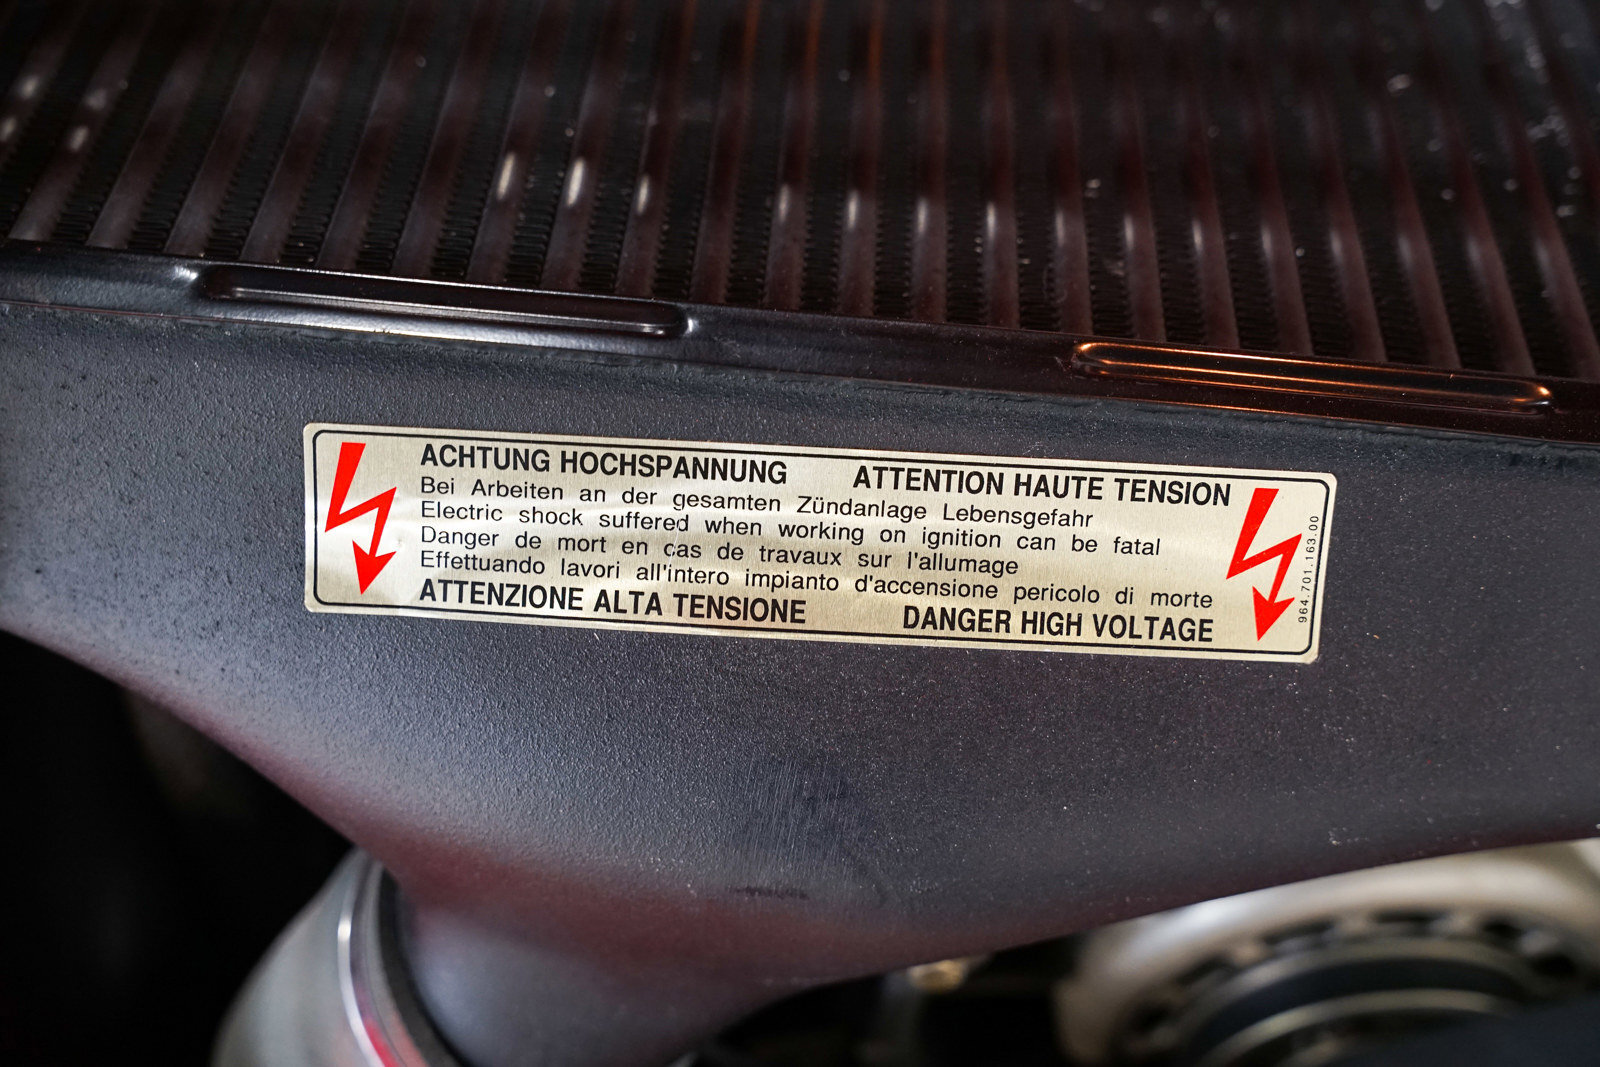 ACHTUNG HOCHSPANNUNG ATTENTION HAUTE TENSION
Bei Arbeiten an der gesamten Zündanlage Lebensgefahr
Electric shock suffered when working on ignition can be fatal
Danger de mort en cas de travaux sur l'allumage
Effettuando lavori all'intero impianto d'accensione pericolo di morte
ATTENZIONE ALTA TENSIONE DANGER HIGH VOLTAGE
964.701.163.00